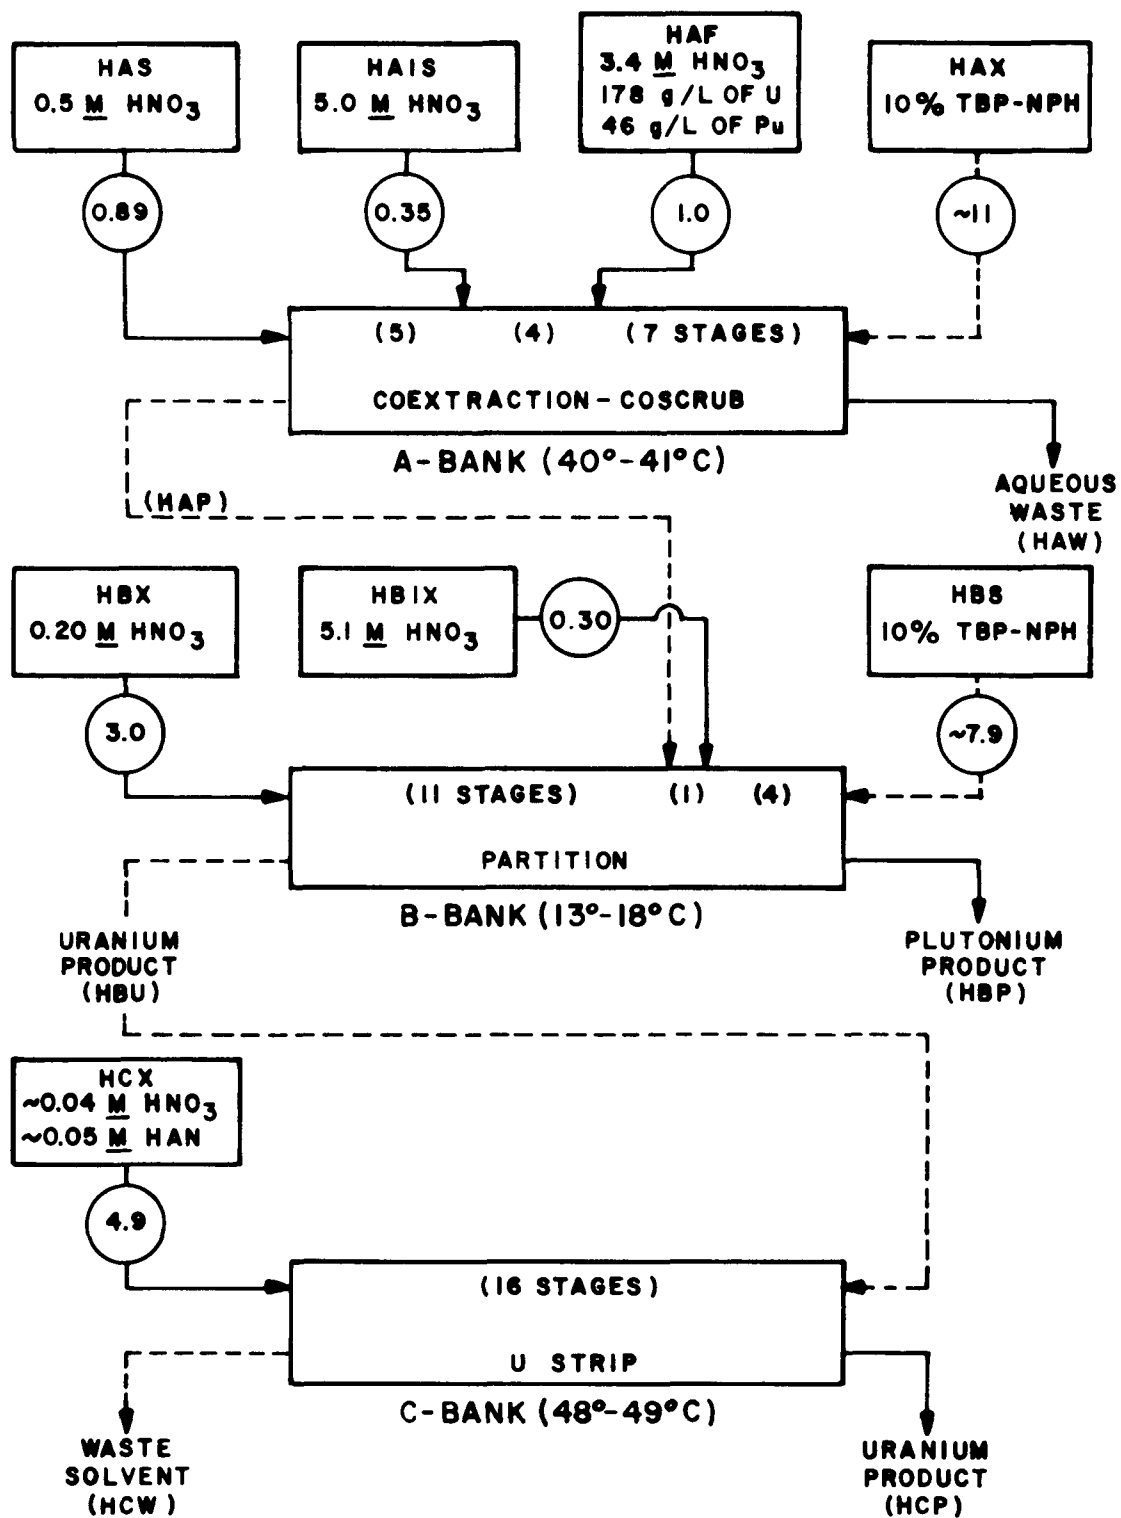 HAS
0.5 M HNO3
HAIS
5.0 M HNO3
HAF
3.4 M HNO3
178 g/L OF U
46 g/L OF Pu
HAX
10% TBP-NPH
0.89
0.35
1.0
~11
(5) (4) (7 STAGES)
COEXTRACTION-COSCRUB
A-BANK (40°-41°C)
(HAP)
AQUEOUS
WASTE
(HAW)
HBX
0.20 M HNO3
HBIX
5.1 M HNO3
0.30
HBS
10% TBP-NPH
3.0
~7.9
(11 STAGES) (1) (4)
PARTITION
B-BANK (13°-18°C)
URANIUM
PRODUCT
(HBU)
PLUTONIUM
PRODUCT
(HBP)
HCX
~0.04 M HNO3
~0.05 M HAN
4.9
(16 STAGES)
U STRIP
C-BANK (48°-49°C)
WASTE
SOLVENT
(HCW)
URANIUM
PRODUCT
(HCP)